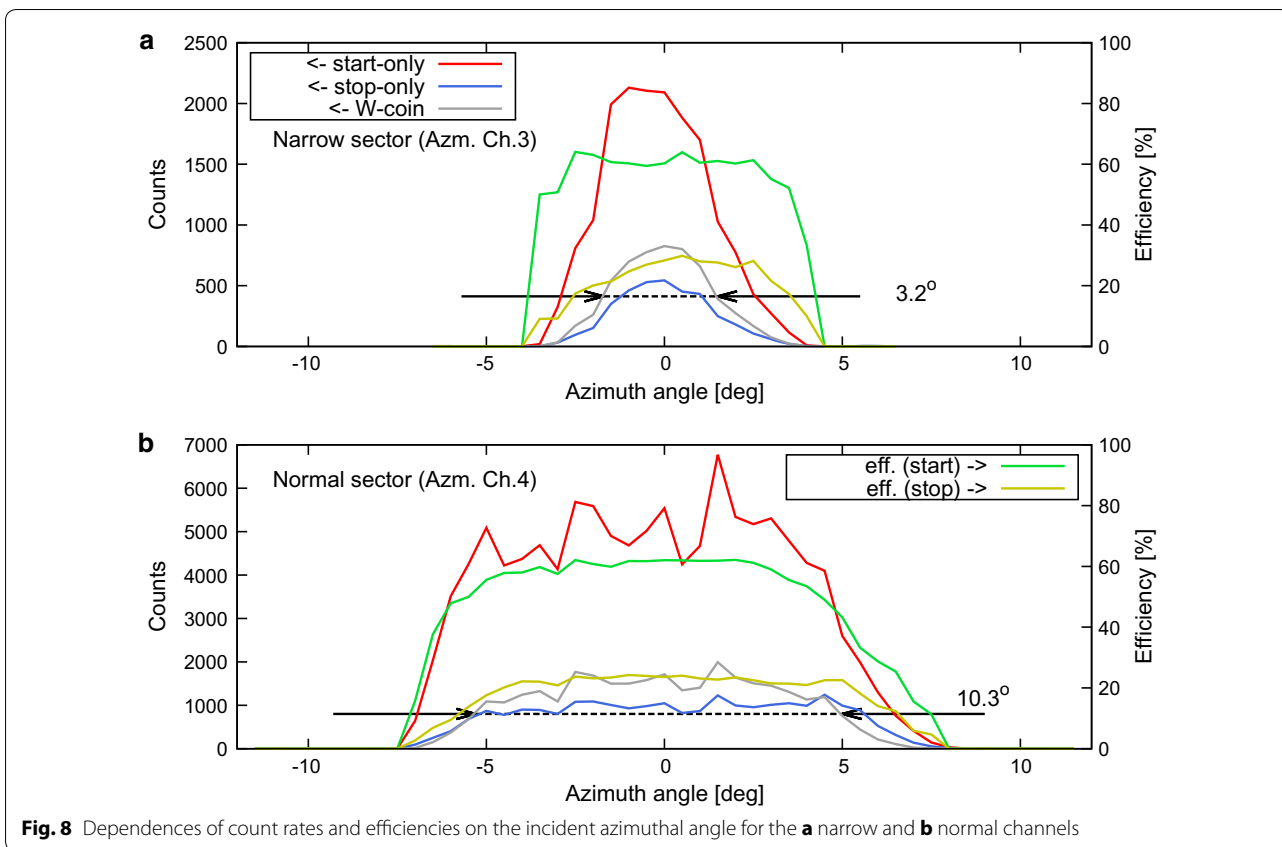 a
2500
2000
1500
1000
500
0
Counts
100
80
60
40
20
0
Efficiency [%]
<- start-only
<- stop-only
<- W-coin
Narrow sector (Azm. Ch.3)
3.2o
-10
-5
0
5
10
Azimuth angle [deg]
b
7000
6000
5000
4000
3000
2000
1000
0
Counts
100
80
60
40
20
0
Efficiency [%]
Normal sector (Azm. Ch.4)
eff. (start) ->
eff. (stop) ->
10.3o
-10
-5
0
5
10
Azimuth angle [deg]
Fig. 8 Dependences of count rates and efficiencies on the incident azimuthal angle for the a narrow and b normal channels